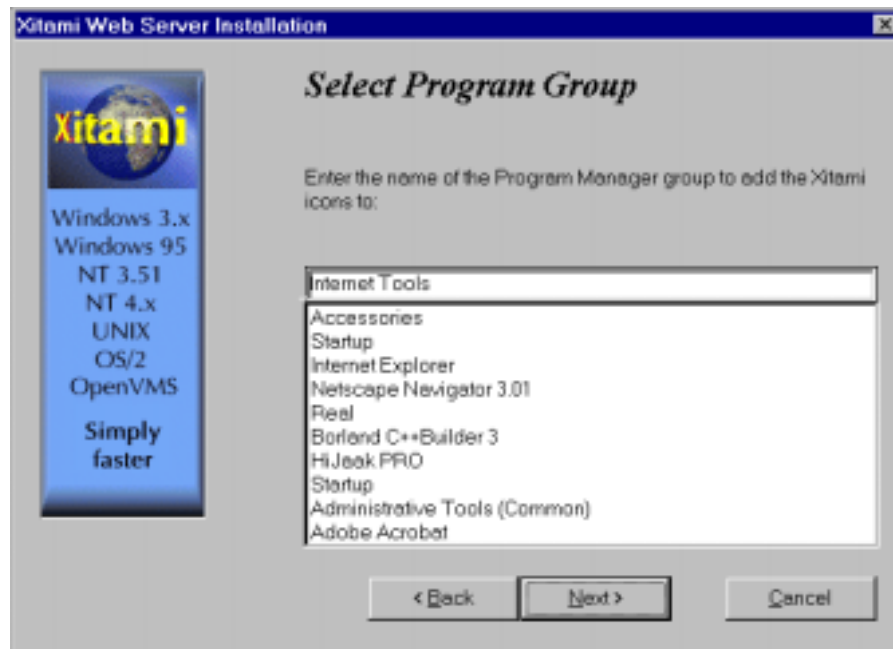 Xitami Web Server Installation
Xitami
Windows 3.x
Windows 95
NT 3.51
NT 4.x
UNIX
OS/2
OpenVMS
Simply
faster
Select Program Group
Enter the name of the Program Manager group to add the Xitami
icons to:
Internet Tools
Accessories
Startup
Internet Explorer
Netscape Navigator 3.01
Real
Borland C++Builder 3
HiJaak PRO
Startup
Administrative Tools (Common)
Adobe Acrobat
< Back
Next >
Cancel